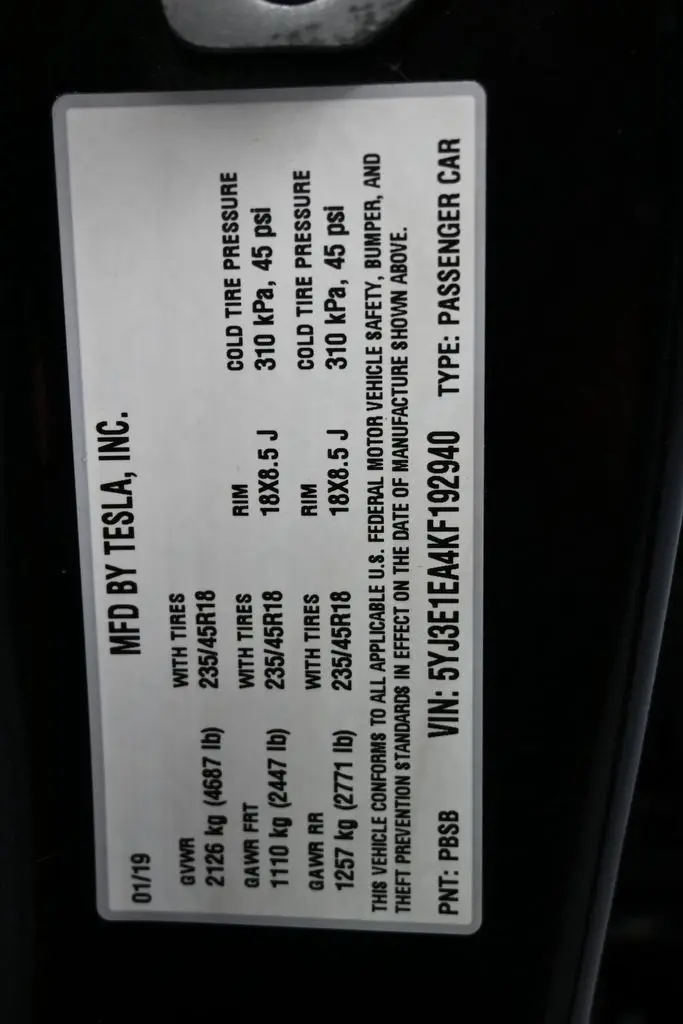 MFD BY TESLA, INC.
01/19
GVWR WITH TIRES
2126 kg (4687 lb) 235/45R18
GAWR FRT WITH TIRES RIM COLD TIRE PRESSURE
1110 kg (2447 lb) 235/45R18 18X8.5 J 310 kPa, 45 psi
GAWR RR WITH TIRES RIM COLD TIRE PRESSURE
1257 kg (2771 lb) 235/45R18 18X8.5 J 310 kPa, 45 psi
THIS VEHICLE CONFORMS TO ALL APPLICABLE U.S. FEDERAL MOTOR VEHICLE SAFETY, BUMPER, AND
THEFT PREVENTION STANDARDS IN EFFECT ON THE DATE OF MANUFACTURE SHOWN ABOVE.
PNT: PBSB VIN: 5YJ3E1EA4KF192940 TYPE: PASSENGER CAR